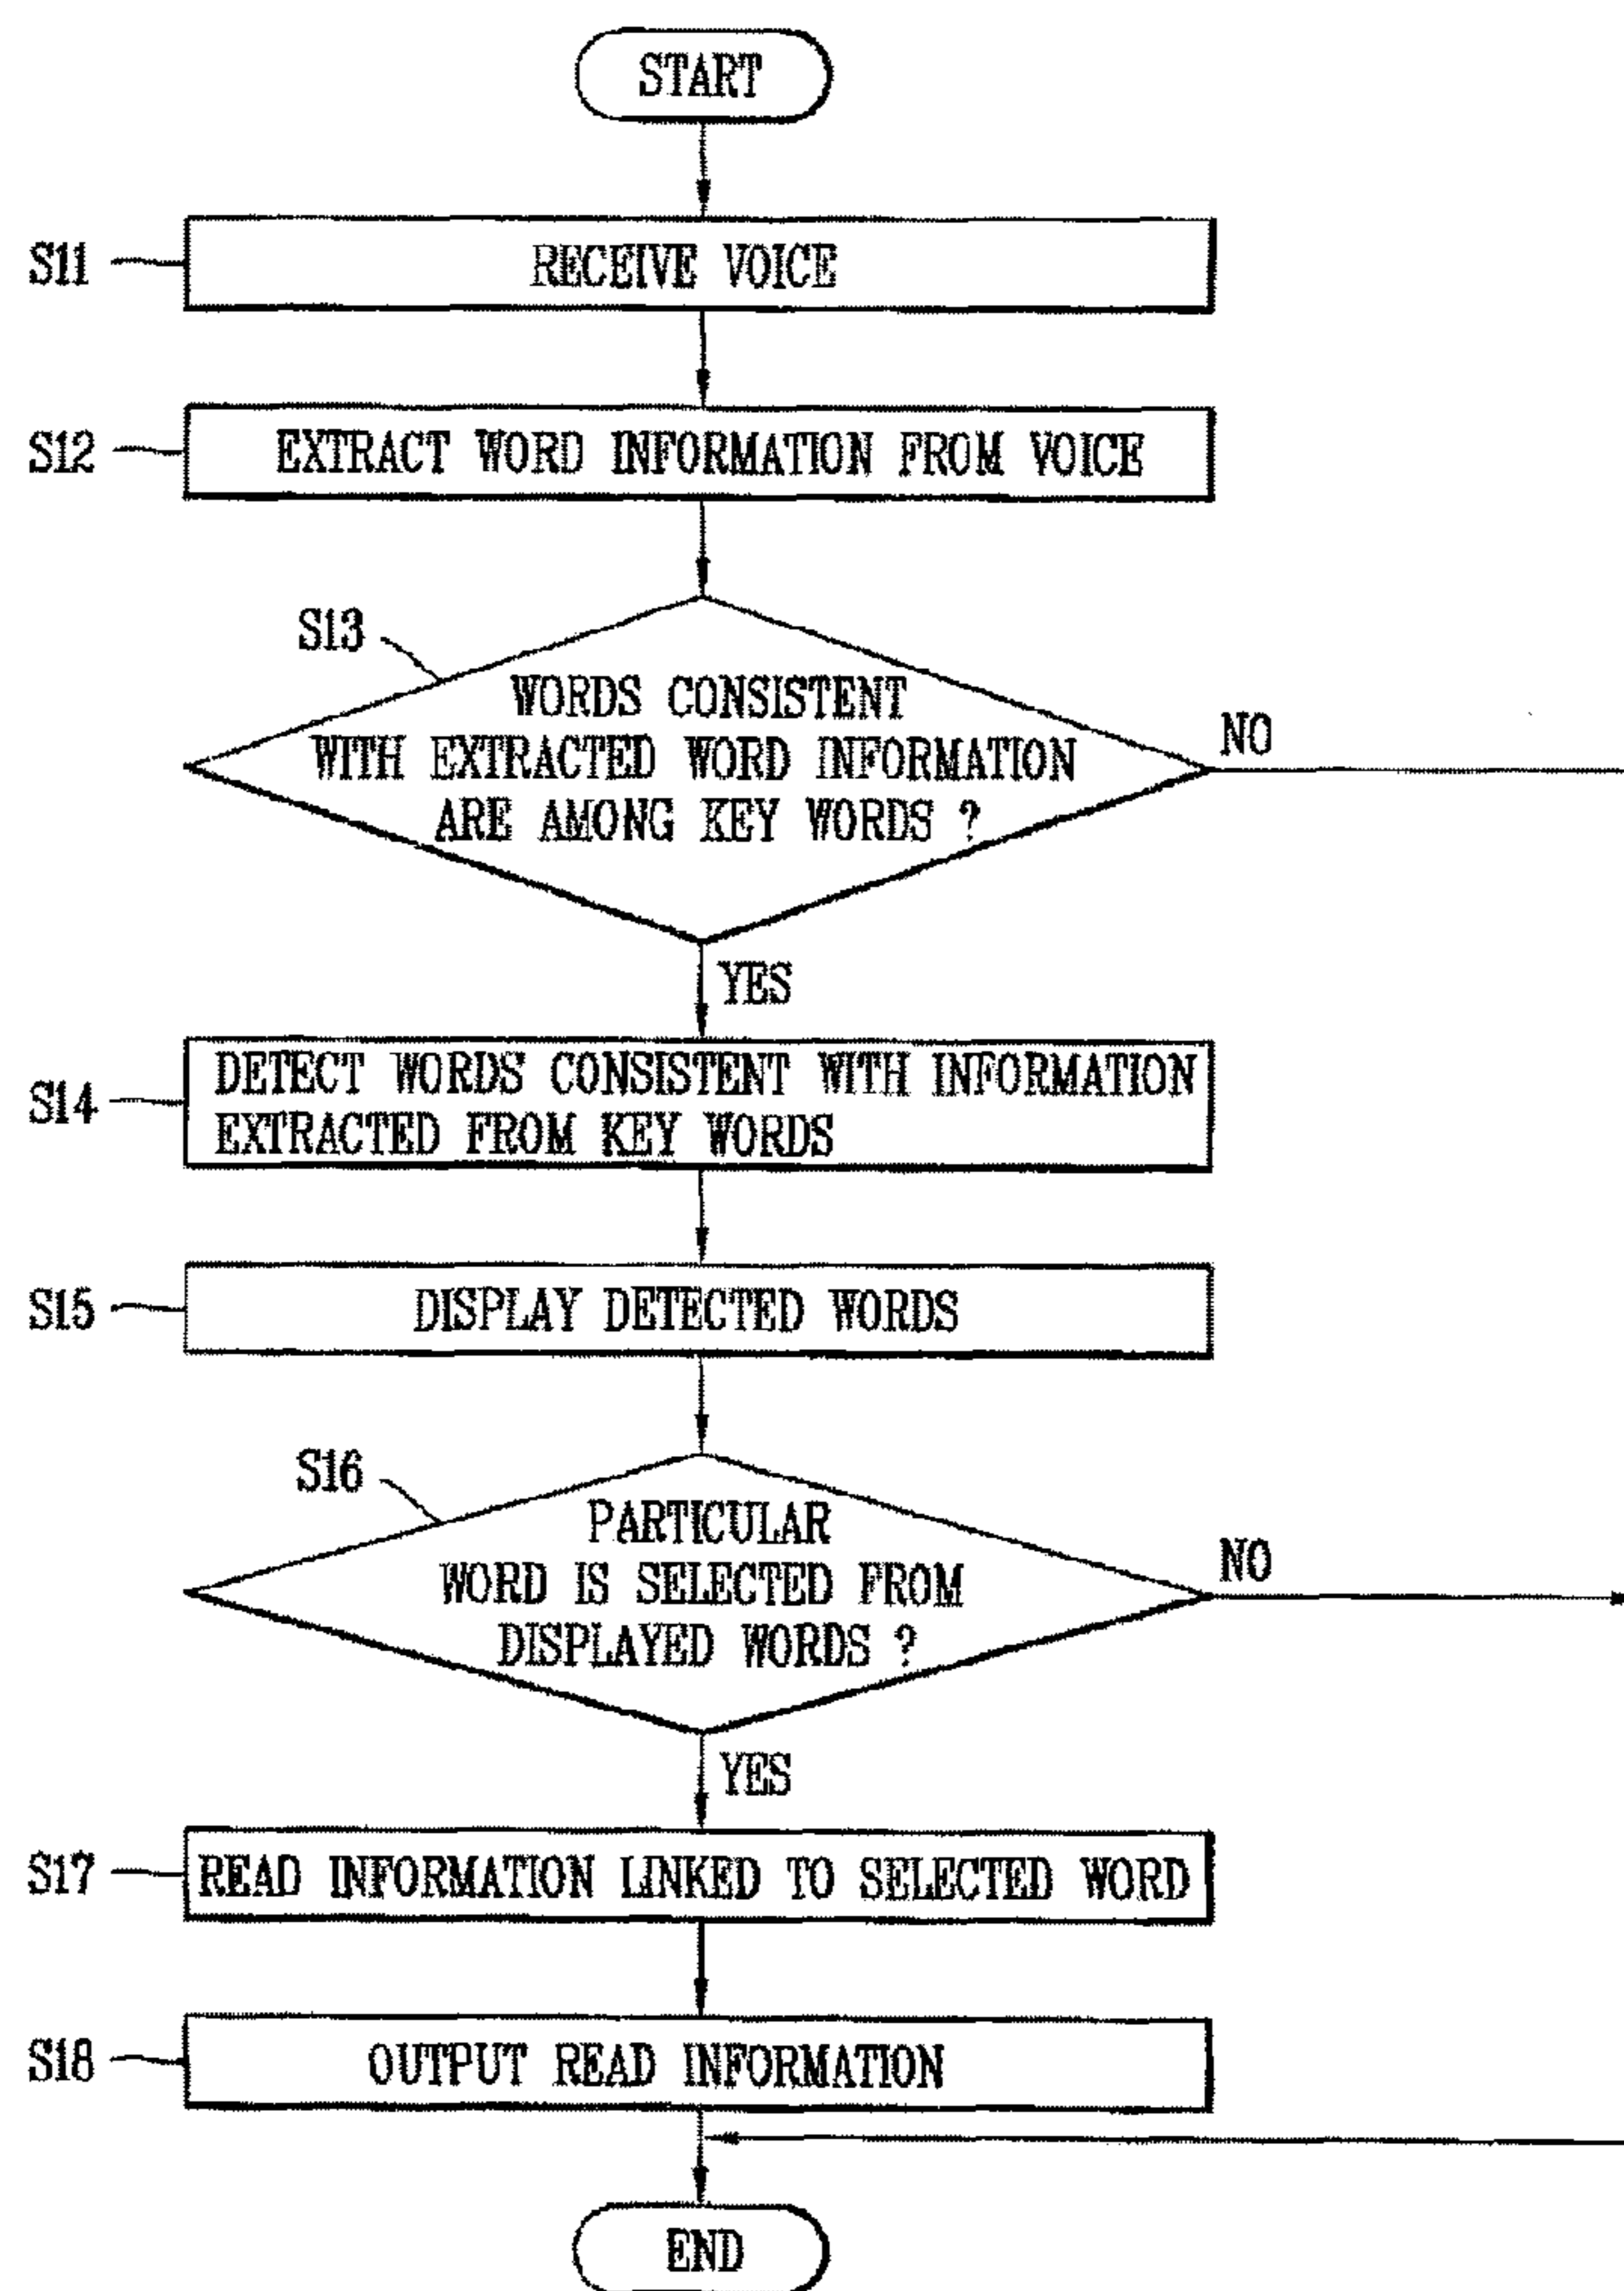 START
S11
RECEIVE VOICE
S12
EXTRACT WORD INFORMATION FROM VOICE
S13
WORDS CONSISTENT
WITH EXTRACTED WORD INFORMATION
ARE AMONG KEY WORDS ?
NO
YES
S14
DETECT WORDS CONSISTENT WITH INFORMATION
EXTRACTED FROM KEY WORDS
S15
DISPLAY DETECTED WORDS
S16
PARTICULAR
WORD IS SELECTED FROM
DISPLAYED WORDS ?
NO
YES
S17
READ INFORMATION LINKED TO SELECTED WORD
S18
OUTPUT READ INFORMATION
END